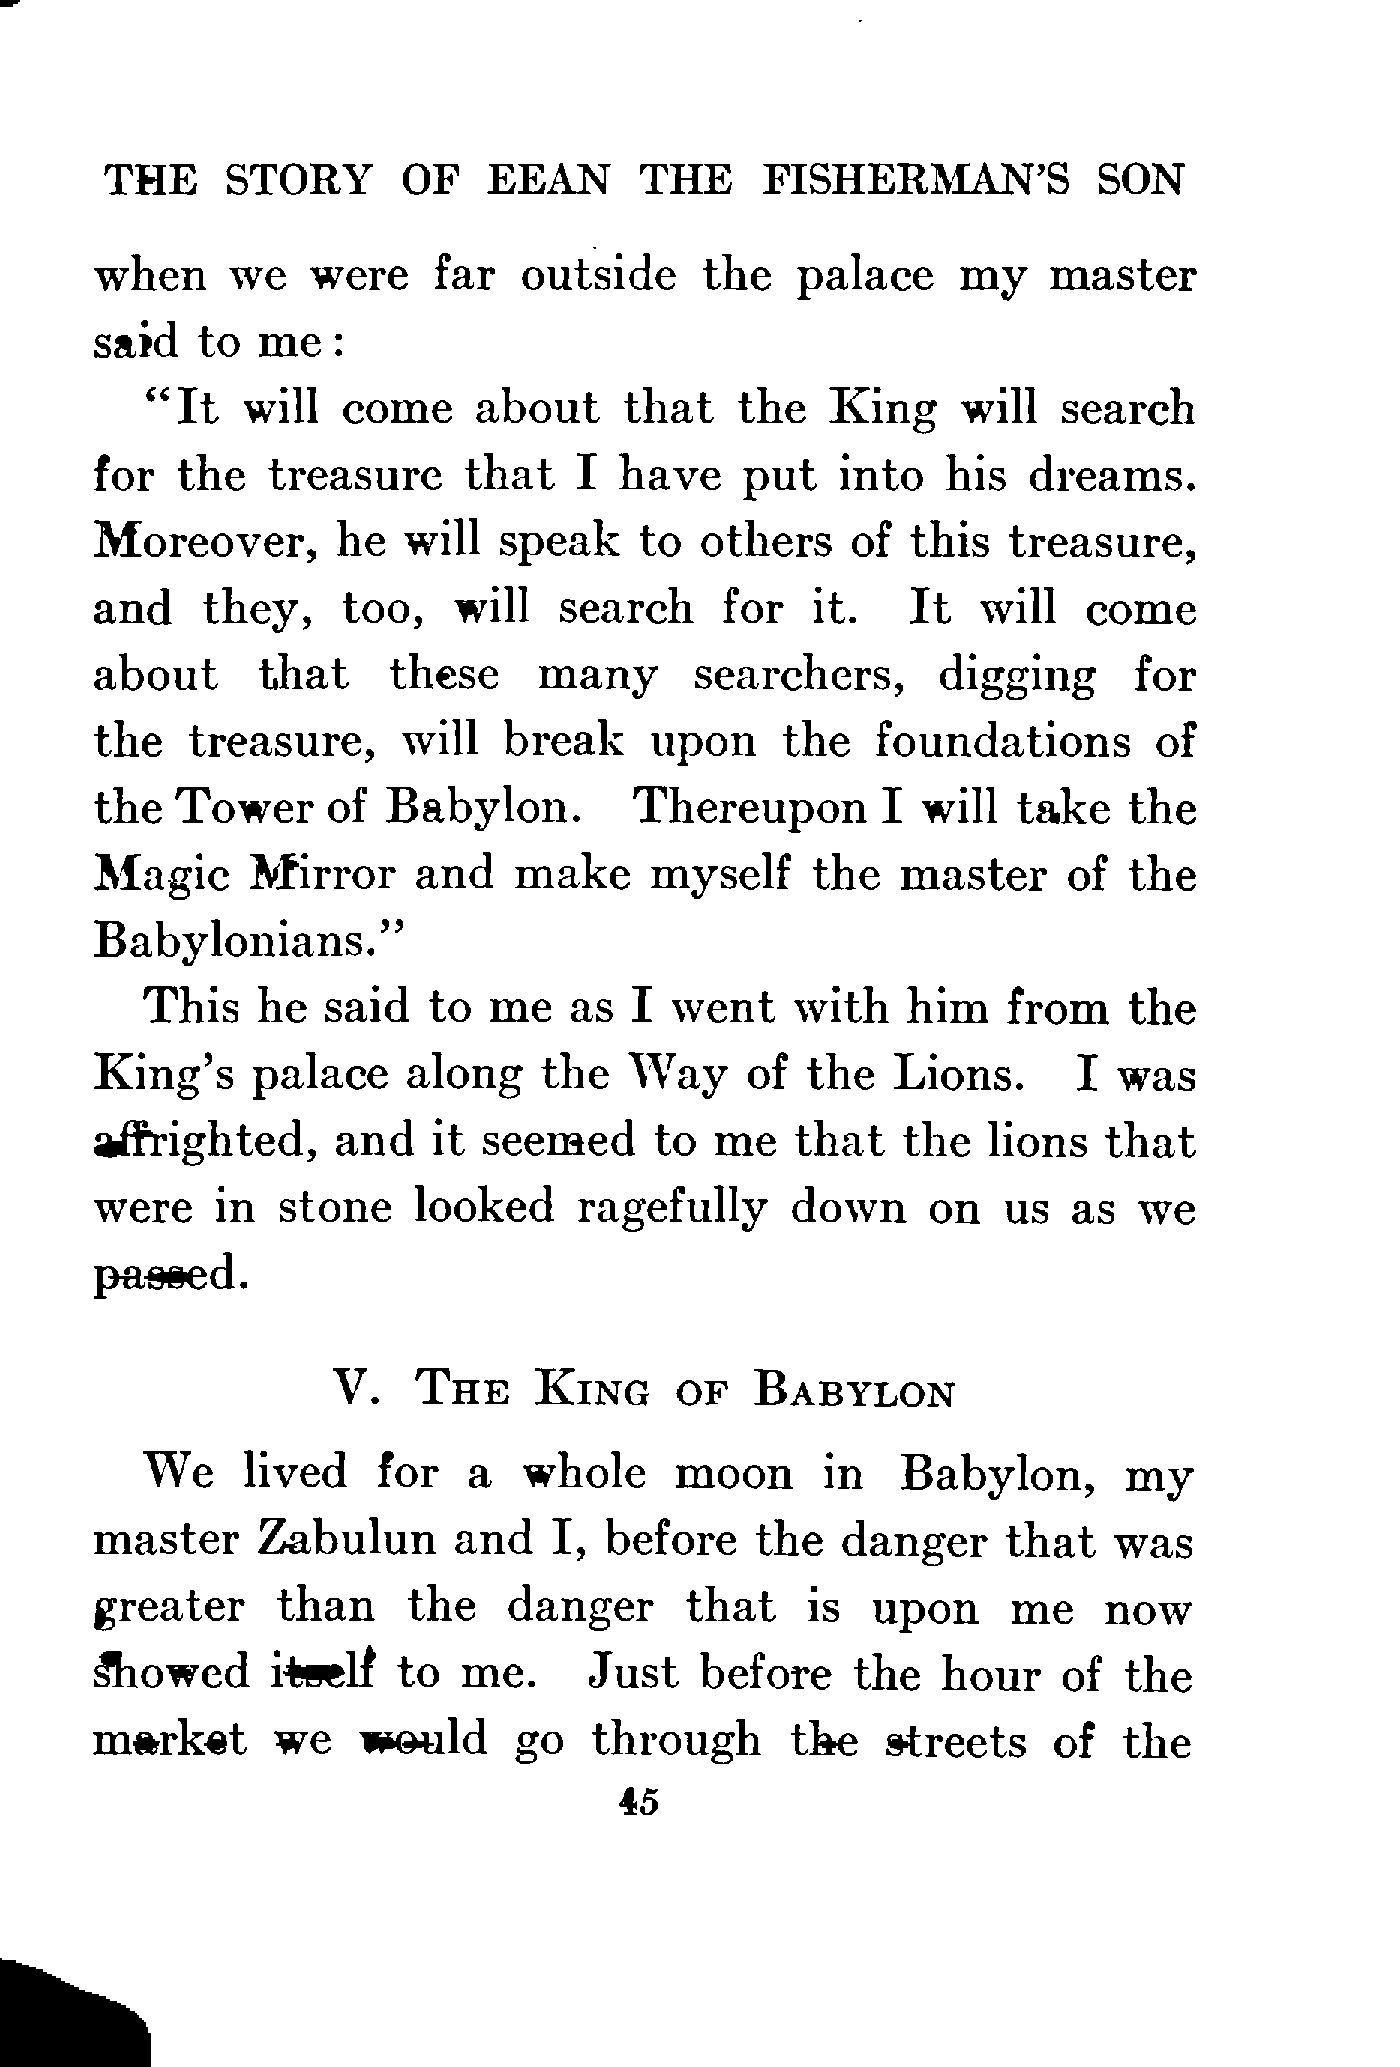 THE STORY OF EEAN THE FISHERMAN'S SON
when we were far outside the palace my master
said to me:
"It will come about that the King will search
for the treasure that I have put into his dreams.
Moreover, he will speak to others of this treasure,
and they, too, will search for it. It will come
about that these many searchers, digging for
the treasure, will break upon the foundations of
the Tower of Babylon. Thereupon I will take the
Magic Mirror and make myself the master of the
Babylonians."
This he said to me as I went with him from the
King's palace along the Way of the Lions. I was
affrighted, and it seemed to me that the lions that
were in stone looked ragefully down on us as we
passed.
V. THE KING OF BABYLON
We lived for a whole moon in Babylon, my
master Zabulun and I, before the danger that was
greater than the danger that is upon me now
showed itself to me. Just before the hour of the
market we would go through the streets of the
45